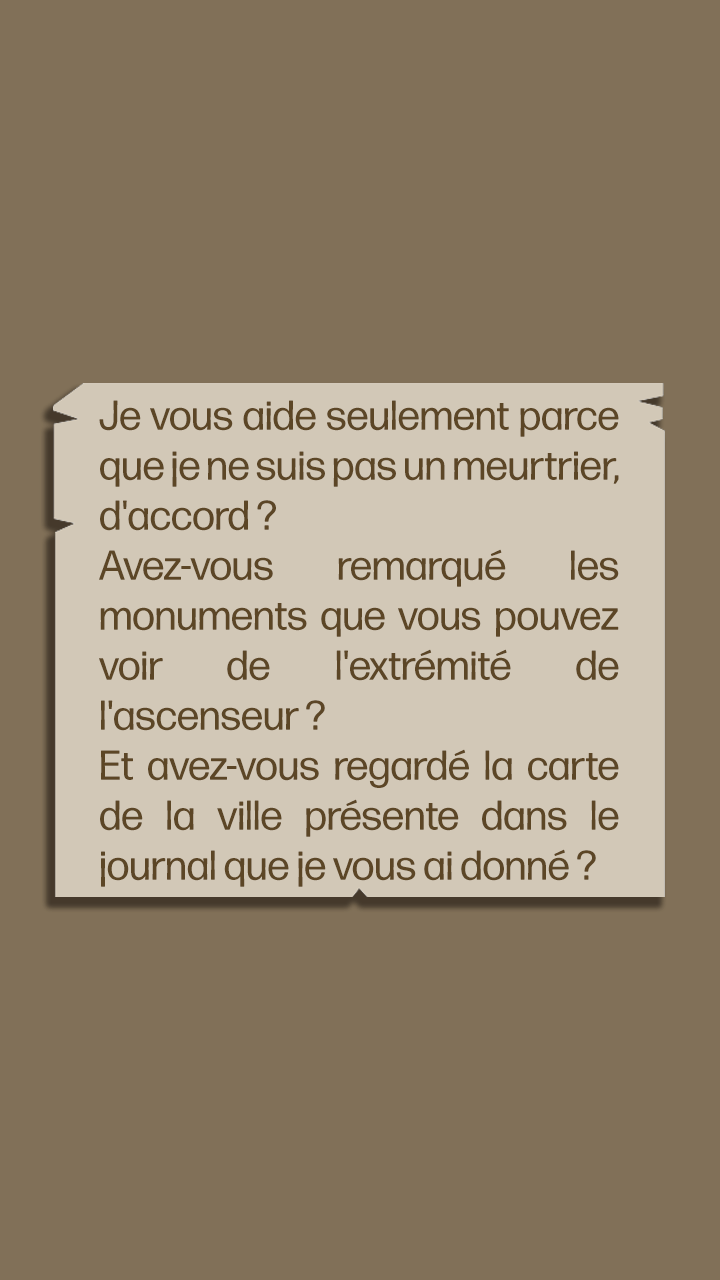 Je vous aide seulement parce
que je ne suis pas un meurtrier,
d'accord ?
Avez-vous remarqué les
monuments que vous pouvez
voir de l'extrémité de
l'ascenseur ?
Et avez-vous regardé la carte
de la ville présente dans le
journal que je vous ai donné ?